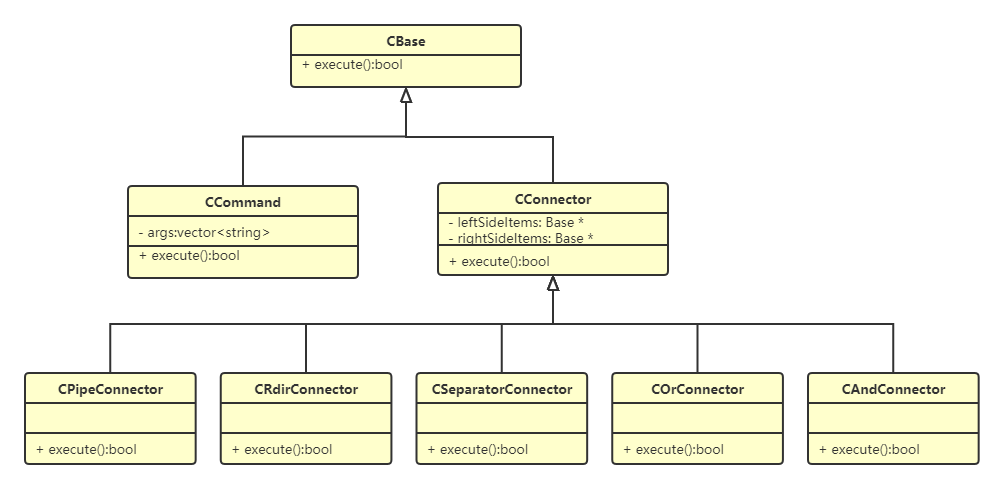 CBase
+ execute():bool
CCommand
- args:vector<string>
+ execute():bool
CConnector
- leftSideItems: Base *
- rightSideItems: Base *
+ execute():bool
CPipeConnector
+ execute():bool
CRdirConnector
+ execute():bool
CSeparatorConnector
+ execute():bool
COrConnector
+ execute():bool
CAndConnector
+ execute():bool